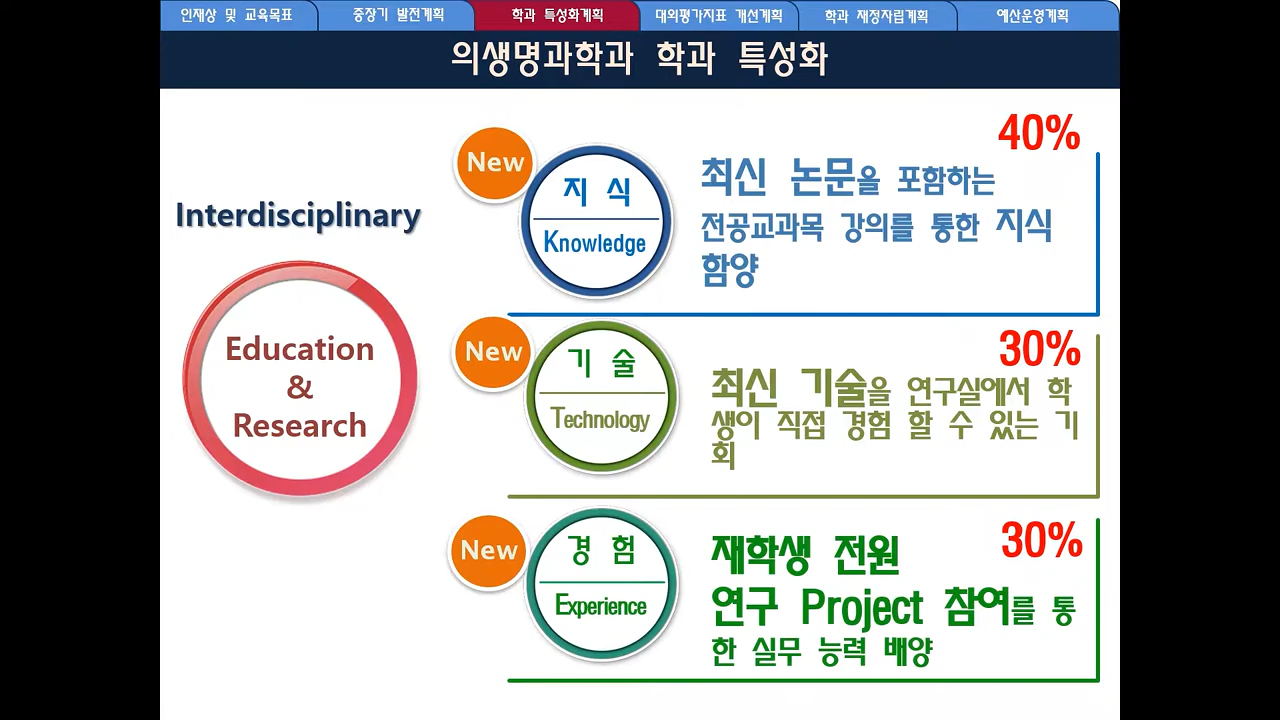 인재상 및 교육목표
중장기 발전계획
학과 특성화계획
대외평가지표 개선계획
학과 재정자립계획
예산운영계획
의생명과학과 학과 특성화
Interdisciplinary
Education
&
Research
New
지 식
Knowledge
40%
최신 논문을 포함하는
전공교과목 강의를 통한 지식
함양
New
기 술
Technology
30%
최신 기술을 연구실에서 학
생이 직접 경험 할 수 있는 기
회
New
경 험
Experience
30%
재학생 전원
연구 Project 참여를 통
한 실무 능력 배양